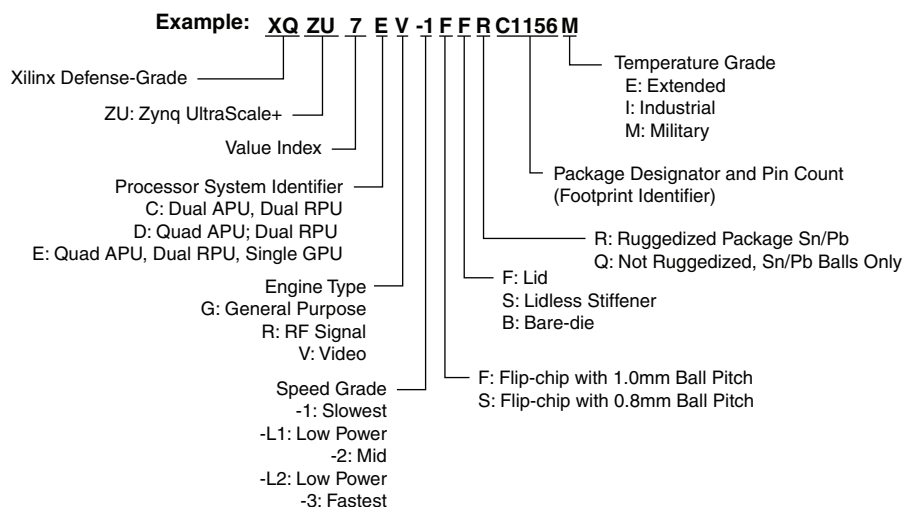 Example: XQ ZU 7 E V -1 F F R C1156 M
Xilinx Defense-Grade
ZU: Zynq UltraScale+
Value Index
Processor System Identifier
C: Dual APU, Dual RPU
D: Quad APU; Dual RPU
E: Quad APU, Dual RPU, Single GPU
Engine Type
G: General Purpose
R: RF Signal
V: Video
Speed Grade
-1: Slowest
-L1: Low Power
-2: Mid
-L2: Low Power
-3: Fastest
Temperature Grade
E: Extended
I: Industrial
M: Military
Package Designator and Pin Count
(Footprint Identifier)
R: Ruggedized Package Sn/Pb
Q: Not Ruggedized, Sn/Pb Balls Only
F: Lid
S: Lidless Stiffener
B: Bare-die
F: Flip-chip with 1.0mm Ball Pitch
S: Flip-chip with 0.8mm Ball Pitch